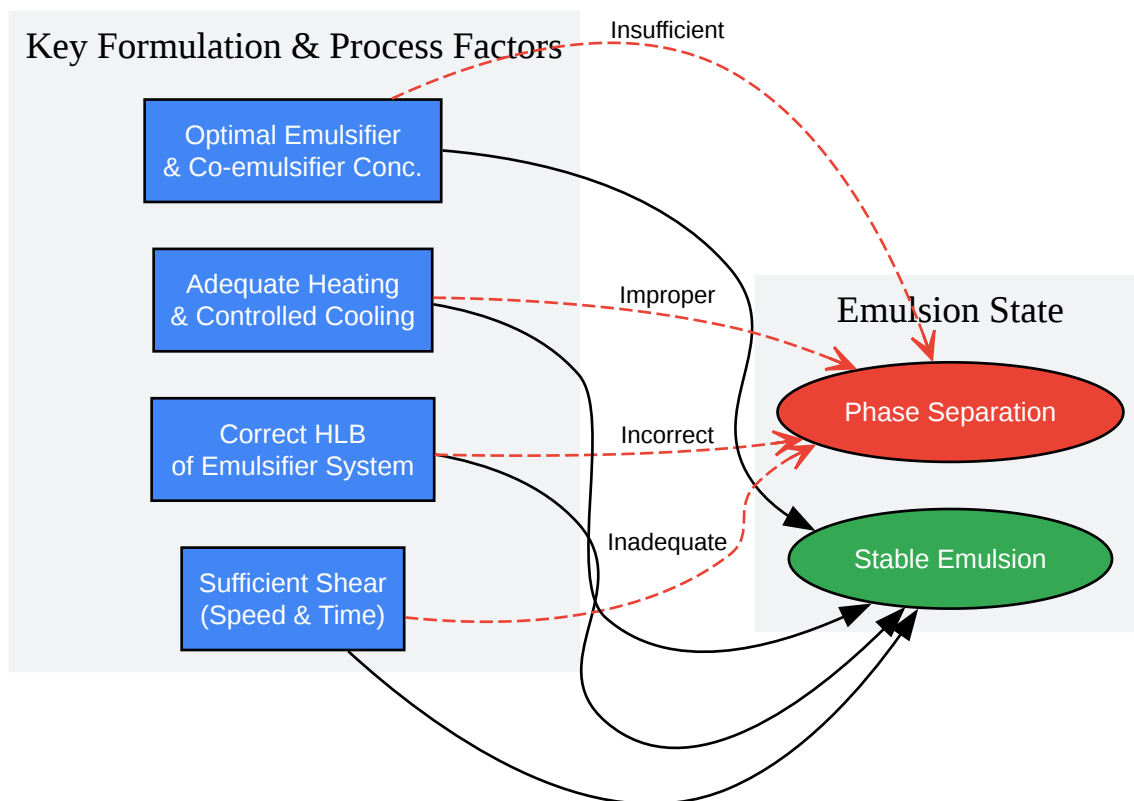 Key Formulation & Process Factors
Insufficient
Optimal Emulsifier
& Co-emulsifier Conc.
Adequate Heating
& Controlled Cooling
Improper
Emulsion State
Phase Separation
Correct HLB
of Emulsifier System
Incorrect
Inadequate
Stable Emulsion
Sufficient Shear
(Speed & Time)